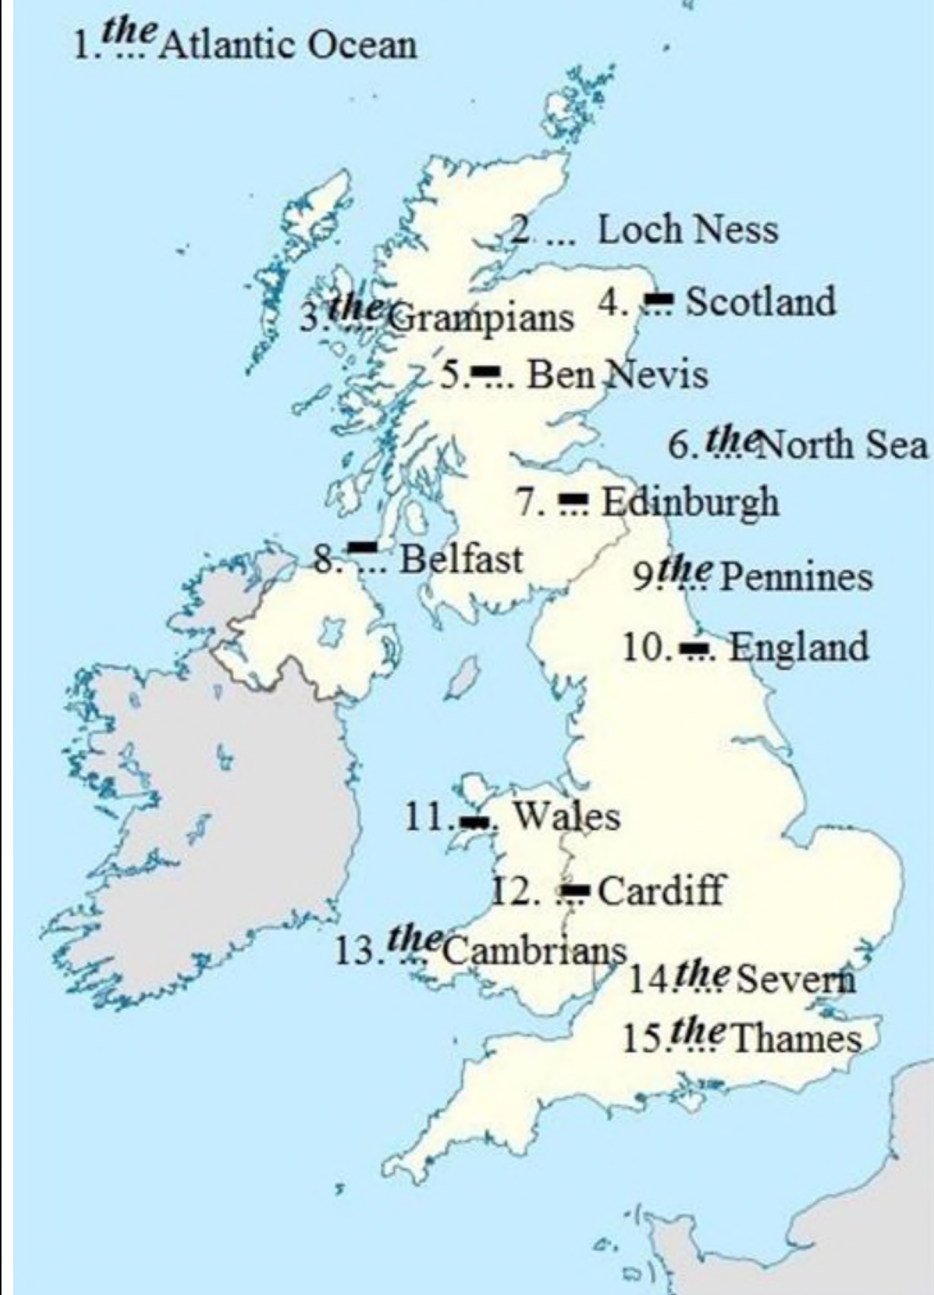 1. the ... Atlantic Ocean
2 ... Loch Ness
3. the ... Grampians
4. – ... Scotland
5. – ... Ben Nevis
6. the ... North Sea
7. – ... Edinburgh
8. – ... Belfast
9 the ... Pennines
10. – ... England
11. – ... Wales
12. – ... Cardiff
13. the ... Cambrians
14. the ... Severn
15. the ... Thames